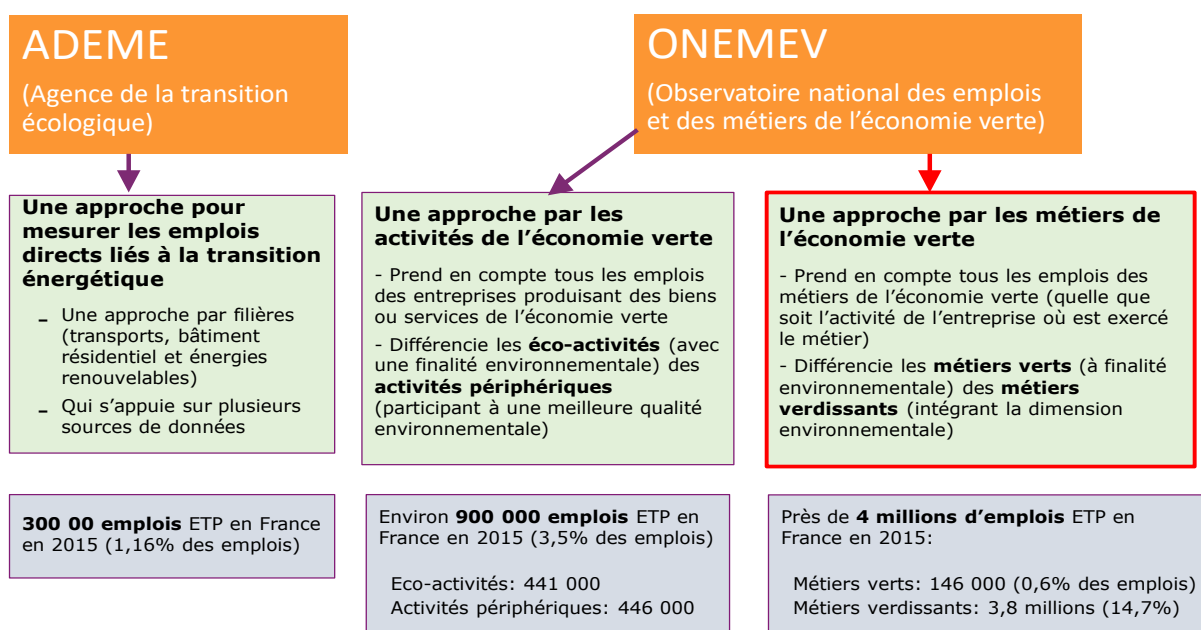 ADEME
(Agence de la transition
écologique)
ONEMEV
(Observatoire national des emplois
et des métiers de l'économie verte)
Une approche pour
mesurer les emplois
directs liés à la transition
énergétique
- Une approche par filières
(transports, bâtiment
résidentiel et énergies
renouvelables)
- Qui s'appuie sur plusieurs
sources de données
Une approche par les
activités de l'économie verte
- Prend en compte tous les emplois
des entreprises produisant des biens
ou services de l'économie verte
- Différencie les éco-activités (avec
une finalité environnementale) des
activités périphériques
(participant à une meilleure qualité
environnementale)
Une approche par les métiers de
l'économie verte
- Prend en compte tous les emplois des
métiers de l'économie verte (quelle que
soit l'activité de l'entreprise où est exercé
le métier)
- Différencie les métiers verts (à finalité
environnementale) des métiers
verdissants (intégrant la dimension
environnementale)
300 00 emplois ETP en France
en 2015 (1,16% des emplois)
Environ 900 000 emplois ETP en
France en 2015 (3,5% des emplois)
Eco-activités: 441 000
Activités périphériques: 446 000
Près de 4 millions d'emplois ETP en
France en 2015:
Métiers verts: 146 000 (0,6% des emplois)
Métiers verdissants: 3,8 millions (14,7%)